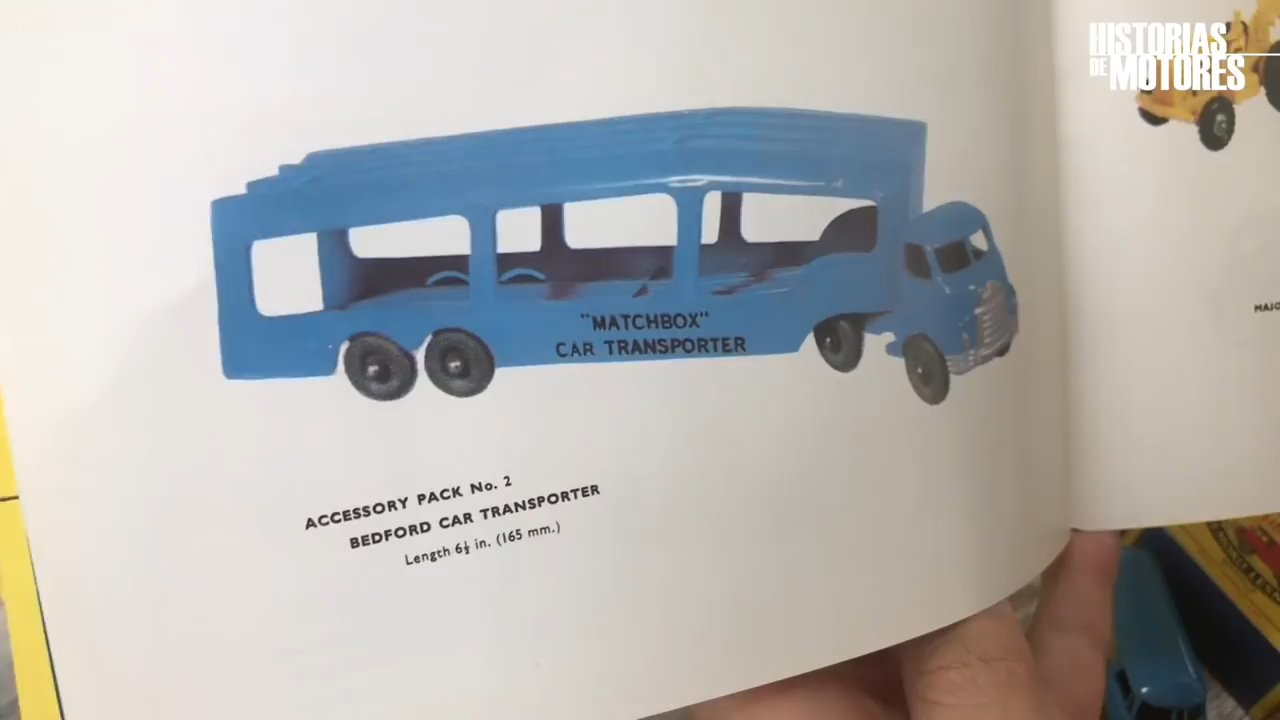 HISTORIAS
DE MOTORES
"MATCHBOX"
CAR TRANSPORTER
ACCESSORY PACK No. 2
BEDFORD CAR TRANSPORTER
Length 6½ in. (165 mm.)